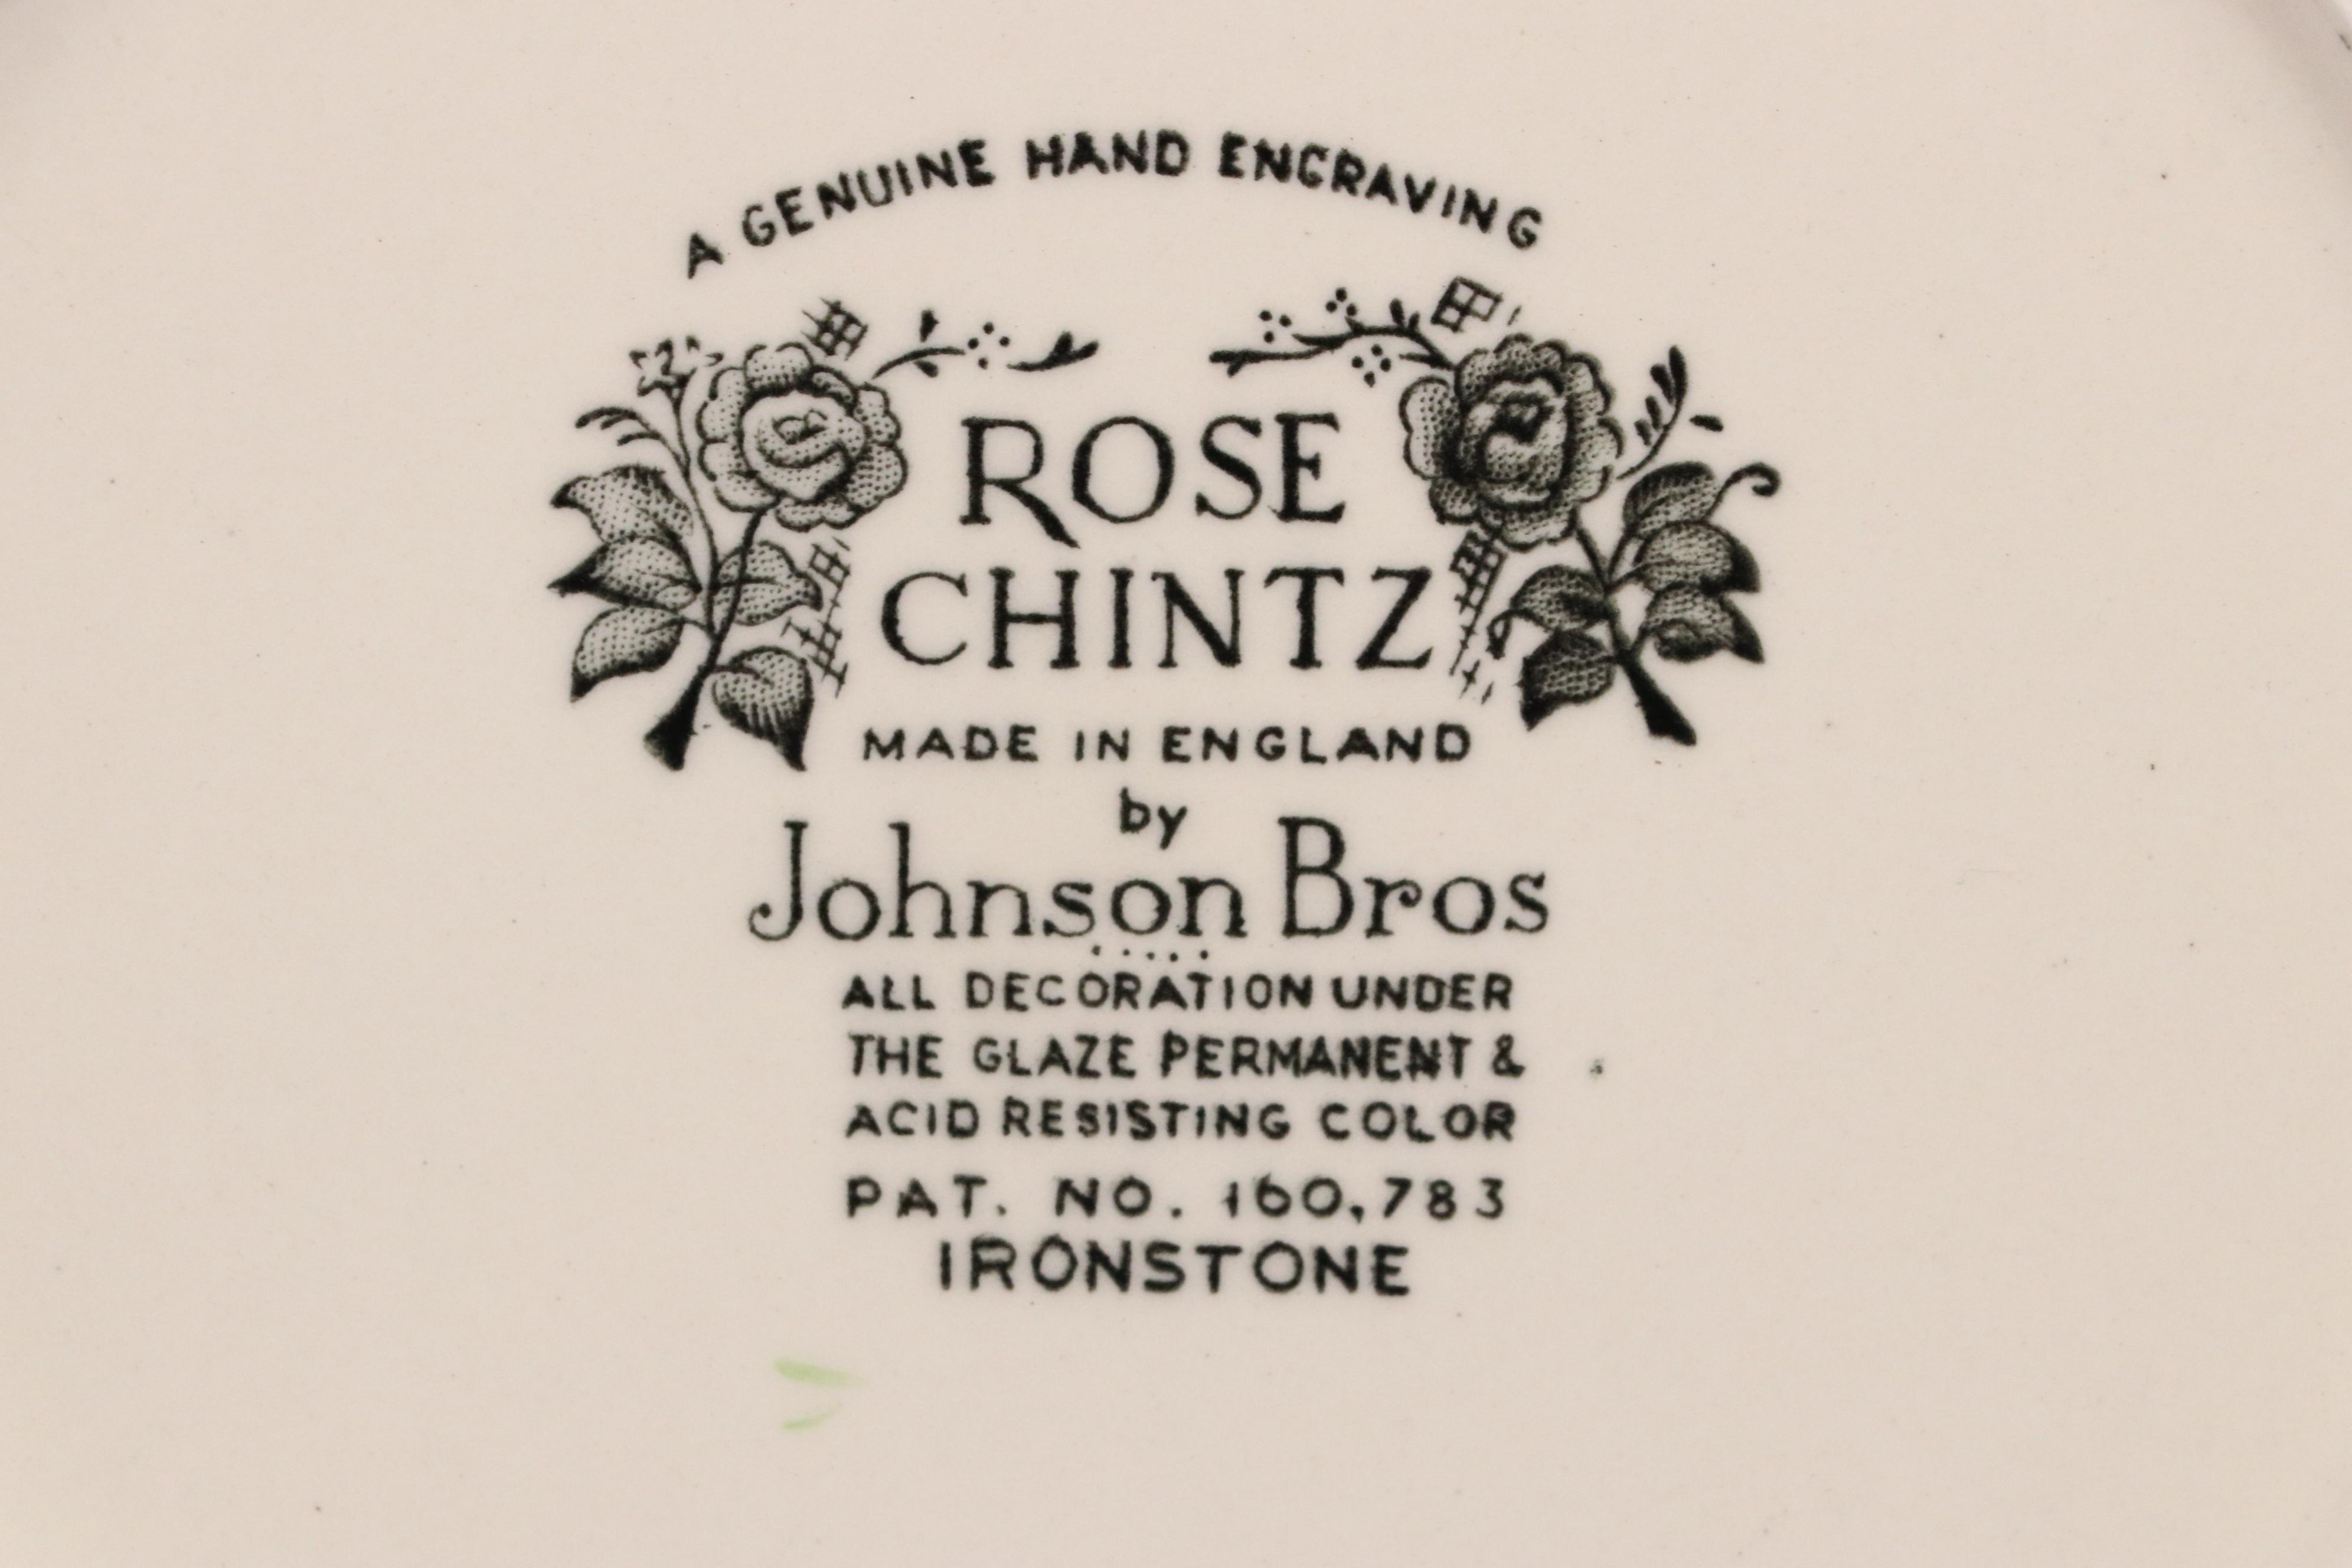 A GENUINE HAND ENGRAVING
ROSE
CHINTZ
MADE IN ENGLAND
by
Johnson Bros
ALL DECORATION UNDER
THE GLAZE PERMANENT &
ACID RESISTING COLOR
PAT. NO. 160,783
IRONSTONE